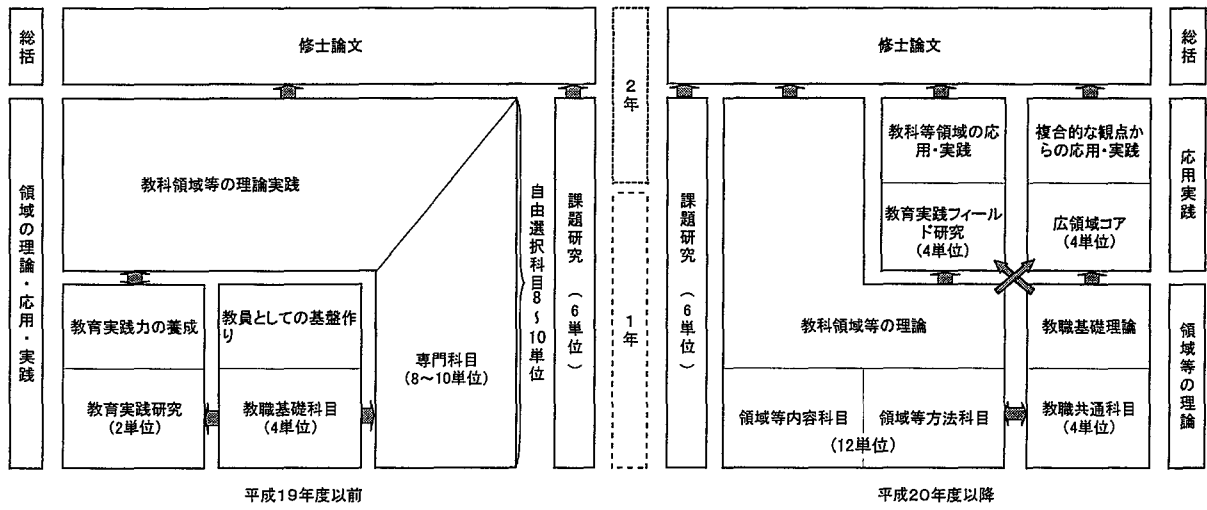 総括
修士論文
領域の理論・応用・実践
教科領域等の理論実践
教育実践力の養成
教員としての基盤作
り
教育実践研究
(2単位)
教職基礎科目
(4単位)
専門科目
(8～10単位)
自由選択科目8～10単位
課題研究 (6単位)
平成19年度以前
2年
1年
修士論文
総括
課題研究 (6単位)
教科等領域の応
用・実践
複合的な観点か
らの応用・実践
教育実践フィール
ド研究
(4単位)
広領域コア
(4単位)
応用実践
教科領域等の理論
教職基礎理論
領域等内容科目
領域等方法科目
(12単位)
教職共通科目
(4単位)
領域等の理論
平成20年度以降